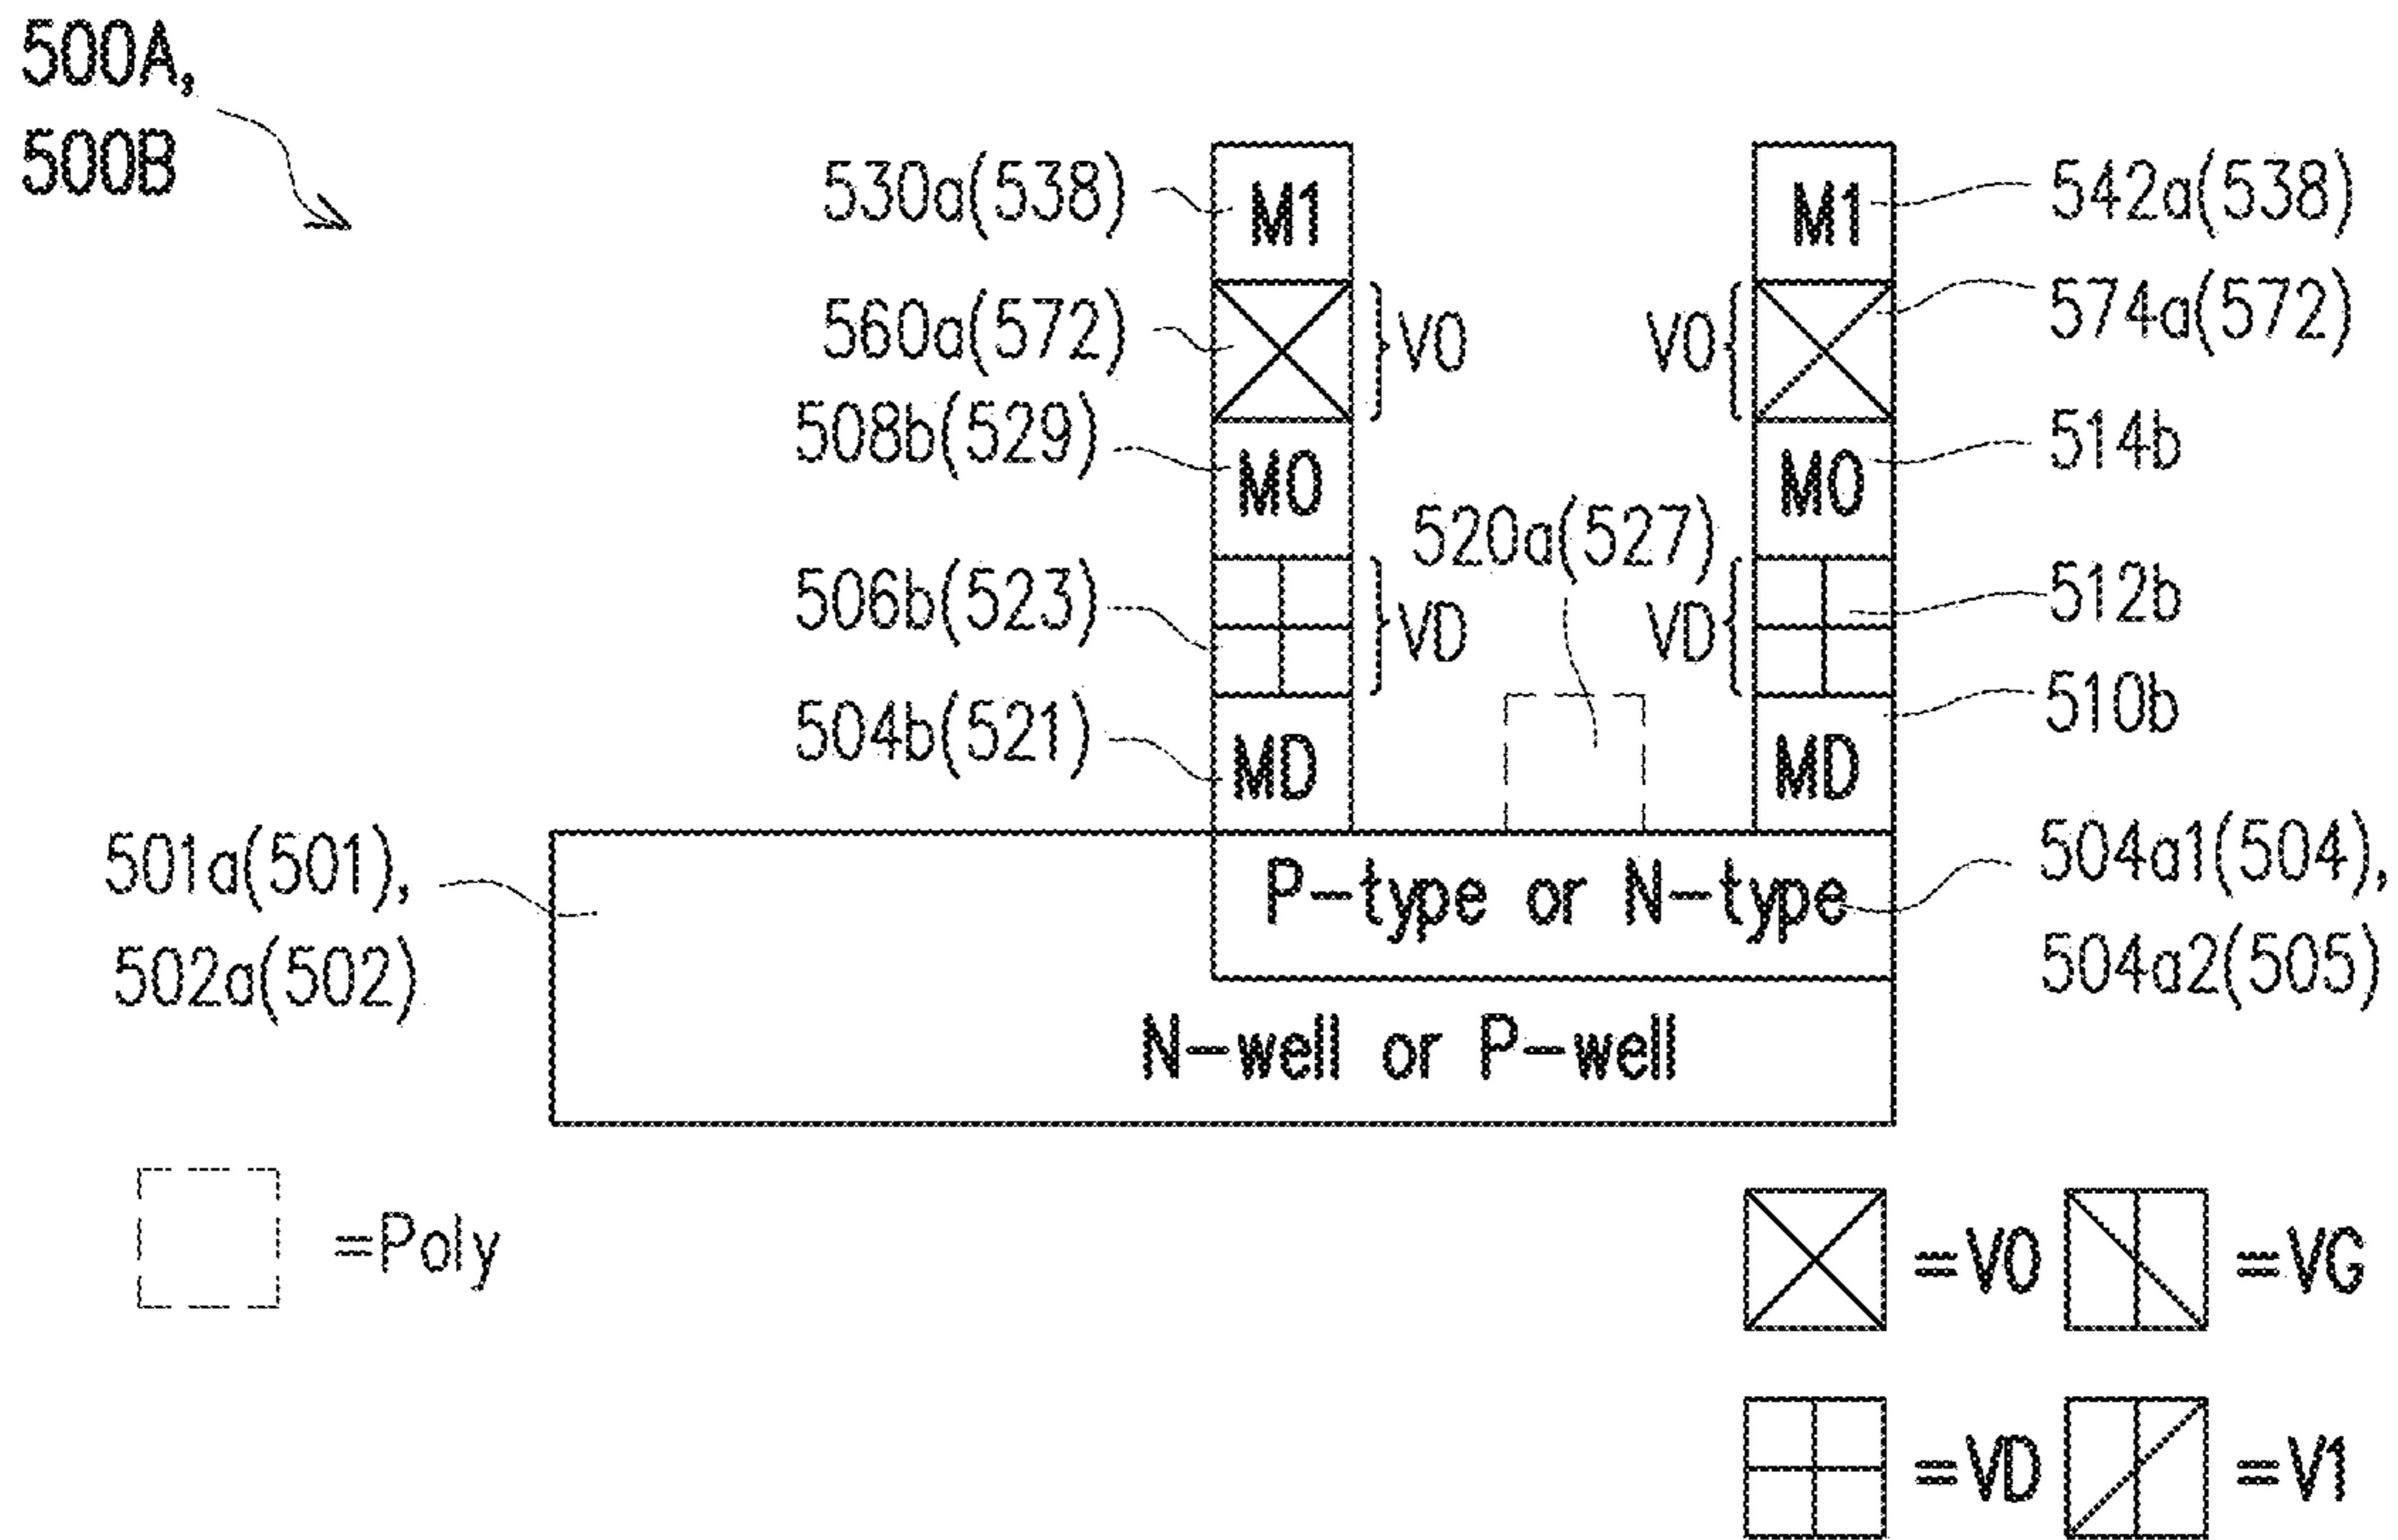 500A,
500B
530a(538)
M1
M1
542a(538)
560a(572)
V0
V0
574a(572)
508b(529)
M0
M0
514b
520a(527)
506b(523)
VD
VD
512b
504b(521)
MD
MD
510b
501a(501),
502a(502)
P-type or N-type
504a1(504),
504a2(505)
N-well or P-well
=Poly
=V0
=VG
=VD
=V1